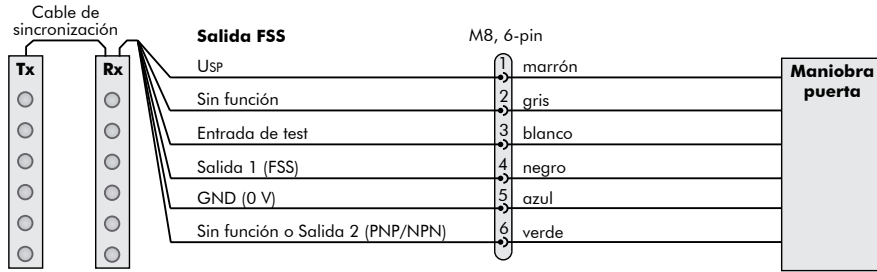 Cable de
sincronización
Salida FSS
M8, 6-pin
Tx
Rx
Maniobra
puerta
USP
1
marrón
Sin función
2
gris
Entrada de test
3
blanco
Salida 1 (FSS)
4
negro
GND (0 V)
5
azul
Sin función o Salida 2 (PNP/NPN)
6
verde